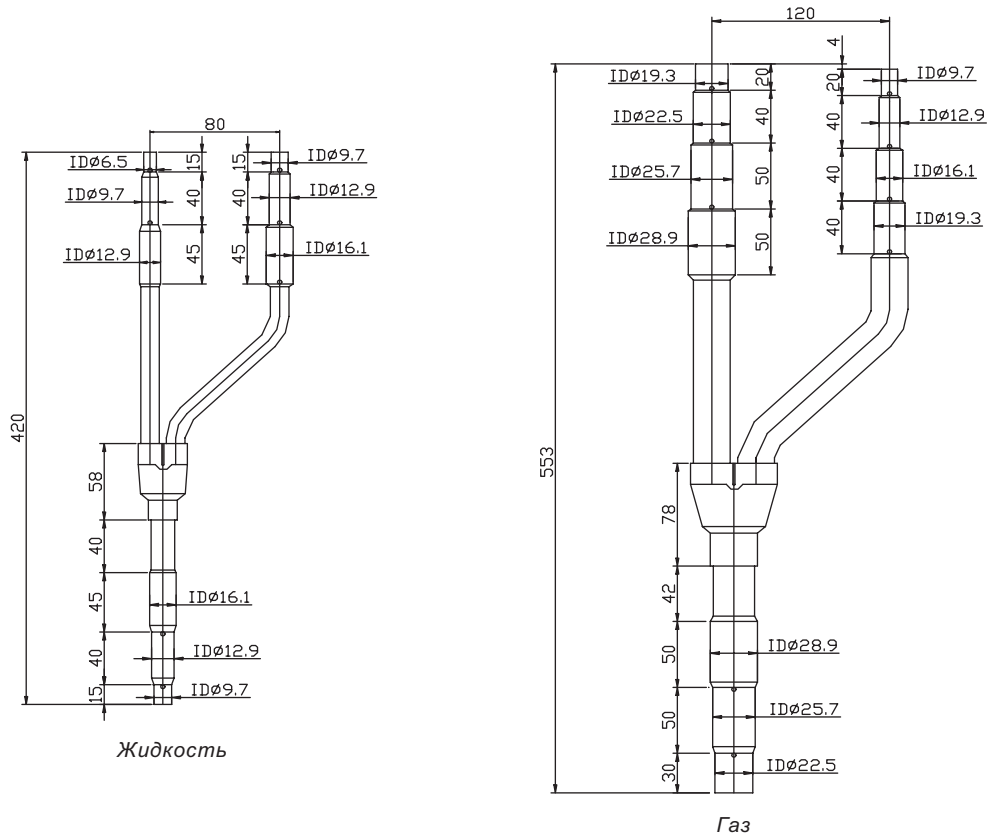 80
420
15
40
45
15
40
45
IDø6.5
IDø9.7
IDø12.9
IDø9.7
IDø12.9
IDø16.1
58
40
45
40
15
IDø16.1
IDø12.9
IDø9.7
Жидкость
120
4
553
20
40
50
50
20
40
40
40
IDø19.3
IDø22.5
IDø25.7
IDø28.9
IDø9.7
IDø12.9
IDø16.1
IDø19.3
78
42
50
50
30
IDø28.9
IDø25.7
IDø22.5
Газ